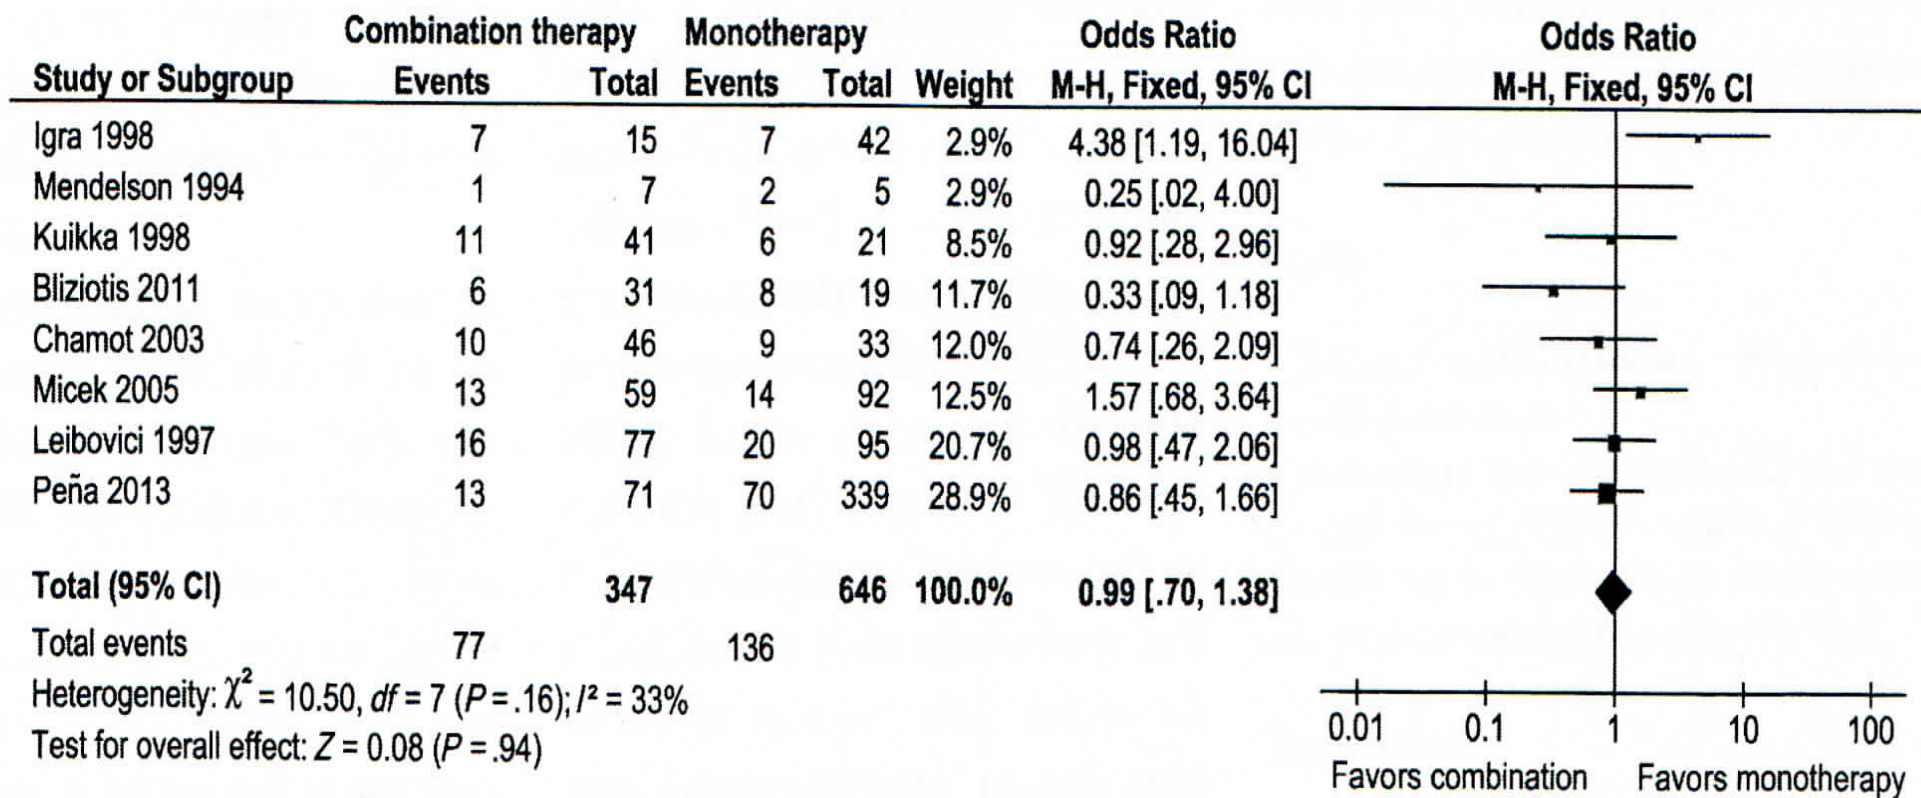 Combination therapy Monotherapy Odds Ratio Odds Ratio
Study or Subgroup Events Total Events Total Weight M-H, Fixed, 95% CI M-H, Fixed, 95% CI
Igra 1998 7 15 7 42 2.9% 4.38 [1.19, 16.04]
Mendelson 1994 1 7 2 5 2.9% 0.25 [.02, 4.00]
Kuikka 1998 11 41 6 21 8.5% 0.92 [.28, 2.96]
Bliziotis 2011 6 31 8 19 11.7% 0.33 [.09, 1.18]
Chamot 2003 10 46 9 33 12.0% 0.74 [.26, 2.09]
Micek 2005 13 59 14 92 12.5% 1.57 [.68, 3.64]
Leibovici 1997 16 77 20 95 20.7% 0.98 [.47, 2.06]
Peña 2013 13 71 70 339 28.9% 0.86 [.45, 1.66]
Total (95% CI) 347 646 100.0% 0.99 [.70, 1.38]
Total events 77 136
Heterogeneity: χ² = 10.50, df = 7 (P = .16); I² = 33%
Test for overall effect: Z = 0.08 (P = .94)
0.01 0.1 1 10 100
Favors combination Favors monotherapy